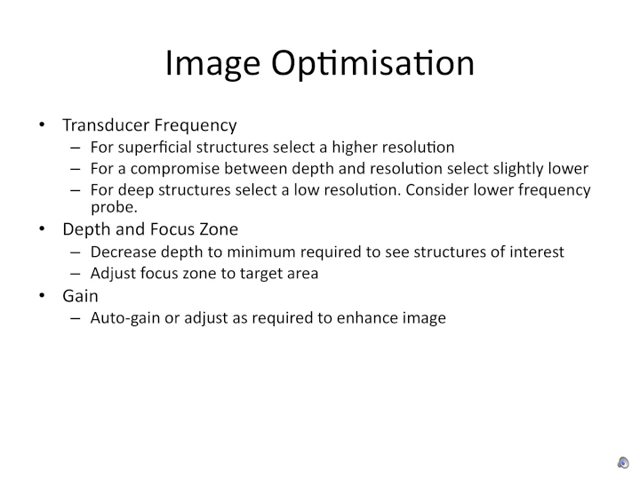 Image Optimisation
• Transducer Frequency
– For superficial structures select a higher resolution
– For a compromise between depth and resolution select slightly lower
– For deep structures select a low resolution. Consider lower frequency
probe.
• Depth and Focus Zone
– Decrease depth to minimum required to see structures of interest
– Adjust focus zone to target area
• Gain
– Auto-gain or adjust as required to enhance image